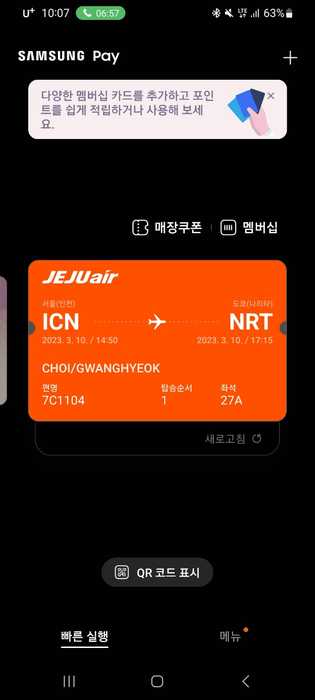 U+ 10:07 06:57 LTE 63%
SAMSUNG Pay
다양한 멤버십 카드를 추가하고 포인
트를 쉽게 적립하거나 사용해 보세
요.
매장쿠폰 멤버십
JEJUair
서울(인천) 도쿄(나리타)
ICN NRT
2023. 3. 10. / 14:50 2023. 3. 10. / 17:15
CHOI/GWANGHYEOK
편명 탑승순서 좌석
7C1104 1 27A
새로고침
QR 코드 표시
빠른 실행 메뉴